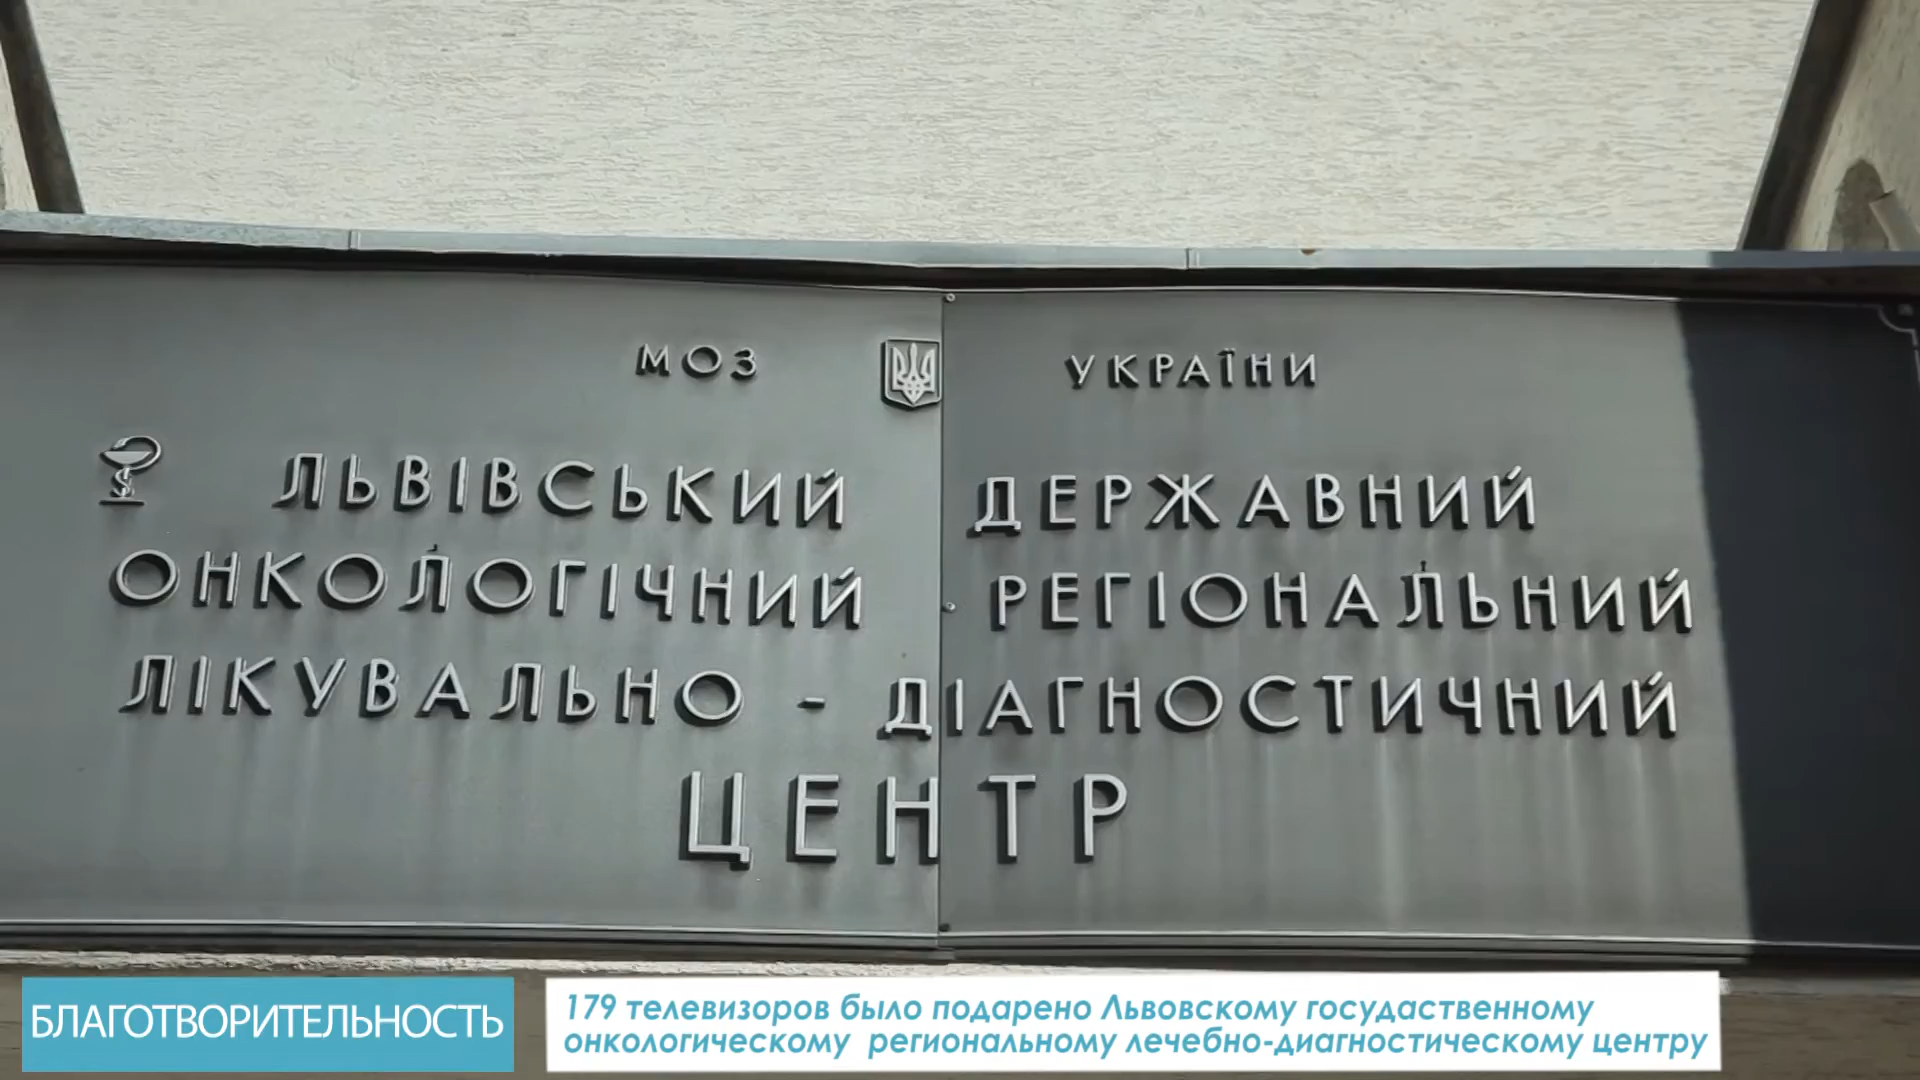 МОЗ УКРАЇНИ
ЛЬВІВСЬКИЙ ДЕРЖАВНИЙ
ОНКОЛОГІЧНИЙ РЕГІОНАЛЬНИЙ
ЛІКУВАЛЬНО - ДІАГНОСТИЧНИЙ
ЦЕНТР
БЛАГОТВОРИТЕЛЬНОСТЬ
179 телевизоров было подарено Львовскому госудаственному
онкологическому региональному лечебно-диагностическому центру